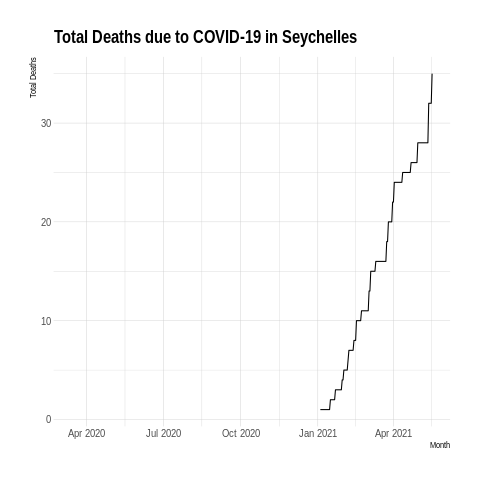 Total Deaths due to COVID-19 in Seychelles
Total Deaths
30
20
10
0
Apr 2020 Jul 2020 Oct 2020 Jan 2021 Apr 2021
Month